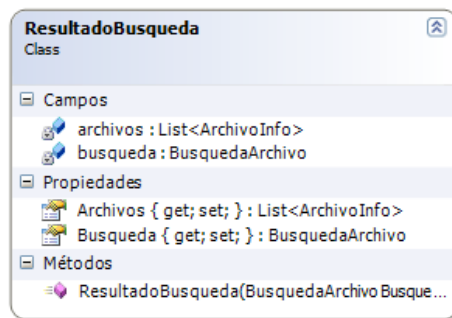 ResultadoBusqueda
Class
Campos
archivos : List<ArchivoInfo>
busqueda : BusquedaArchivo
Propiedades
Archivos { get; set; } : List<ArchivoInfo>
Busqueda { get; set; } : BusquedaArchivo
Métodos
ResultadoBusqueda(BusquedaArchivo Busque...